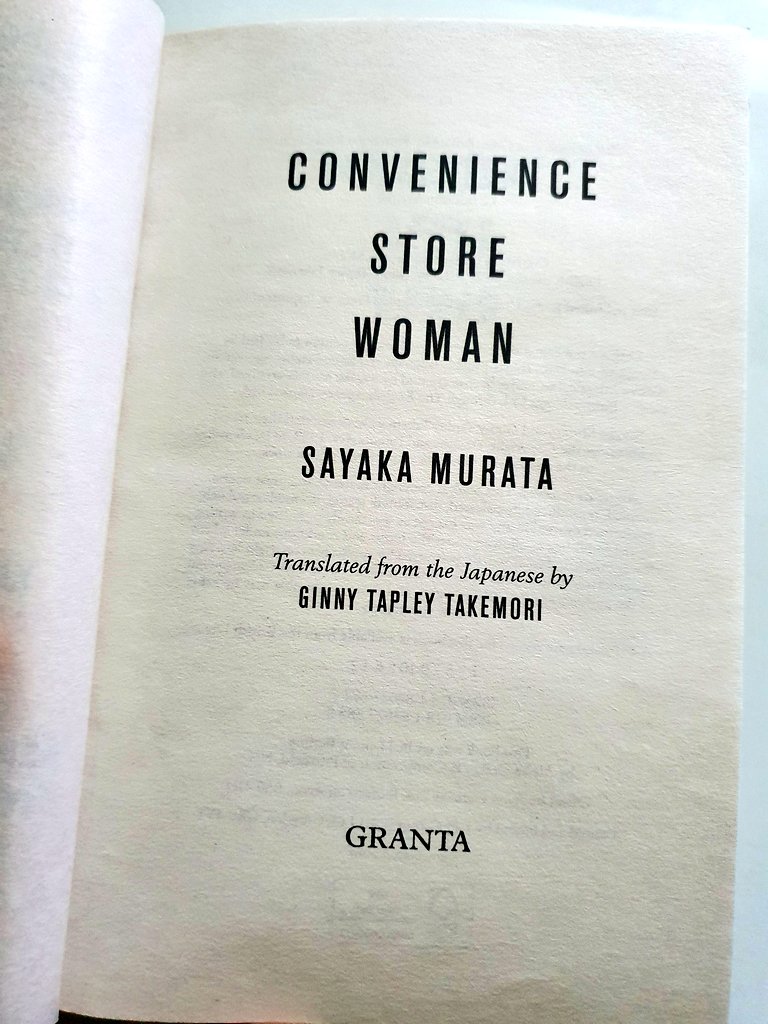 CONVENIENCE
STORE
WOMAN
SAYAKA MURATA
Translated from the Japanese by
GINNY TAPLEY TAKEMORI
GRANTA